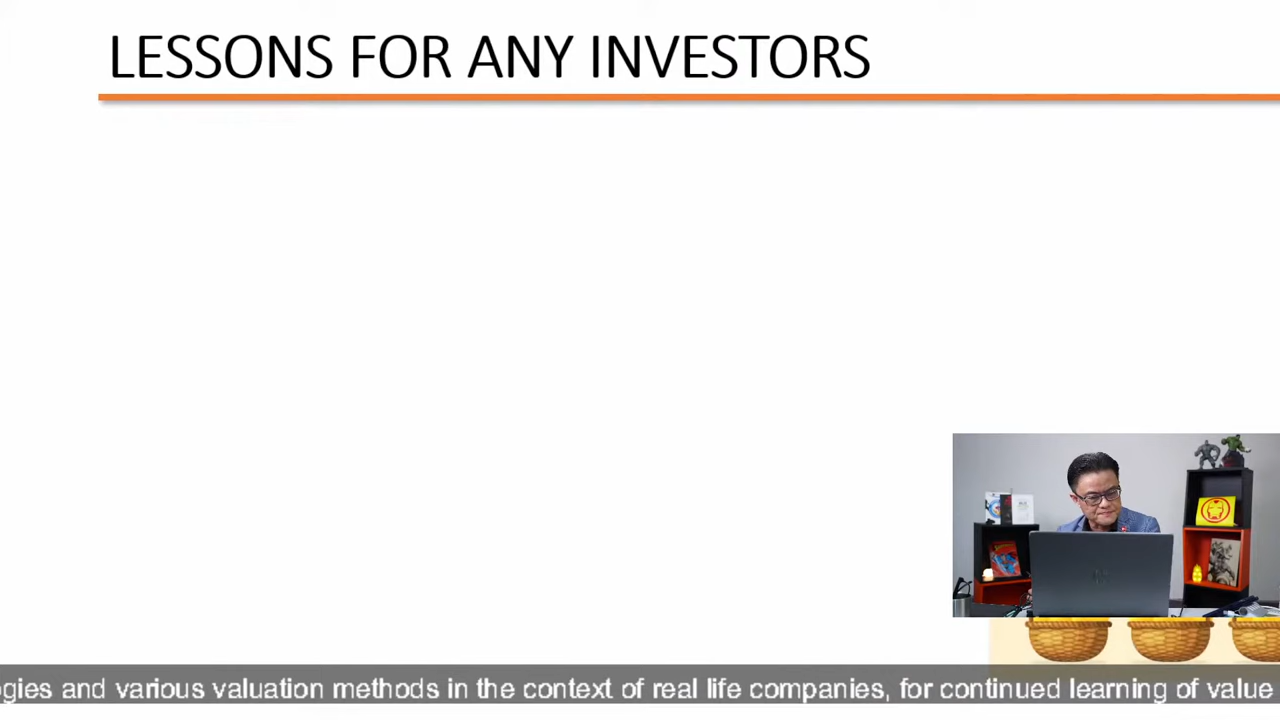 LESSONS FOR ANY INVESTORS
ogies and various valuation methods in the context of real life companies, for continued learning of value